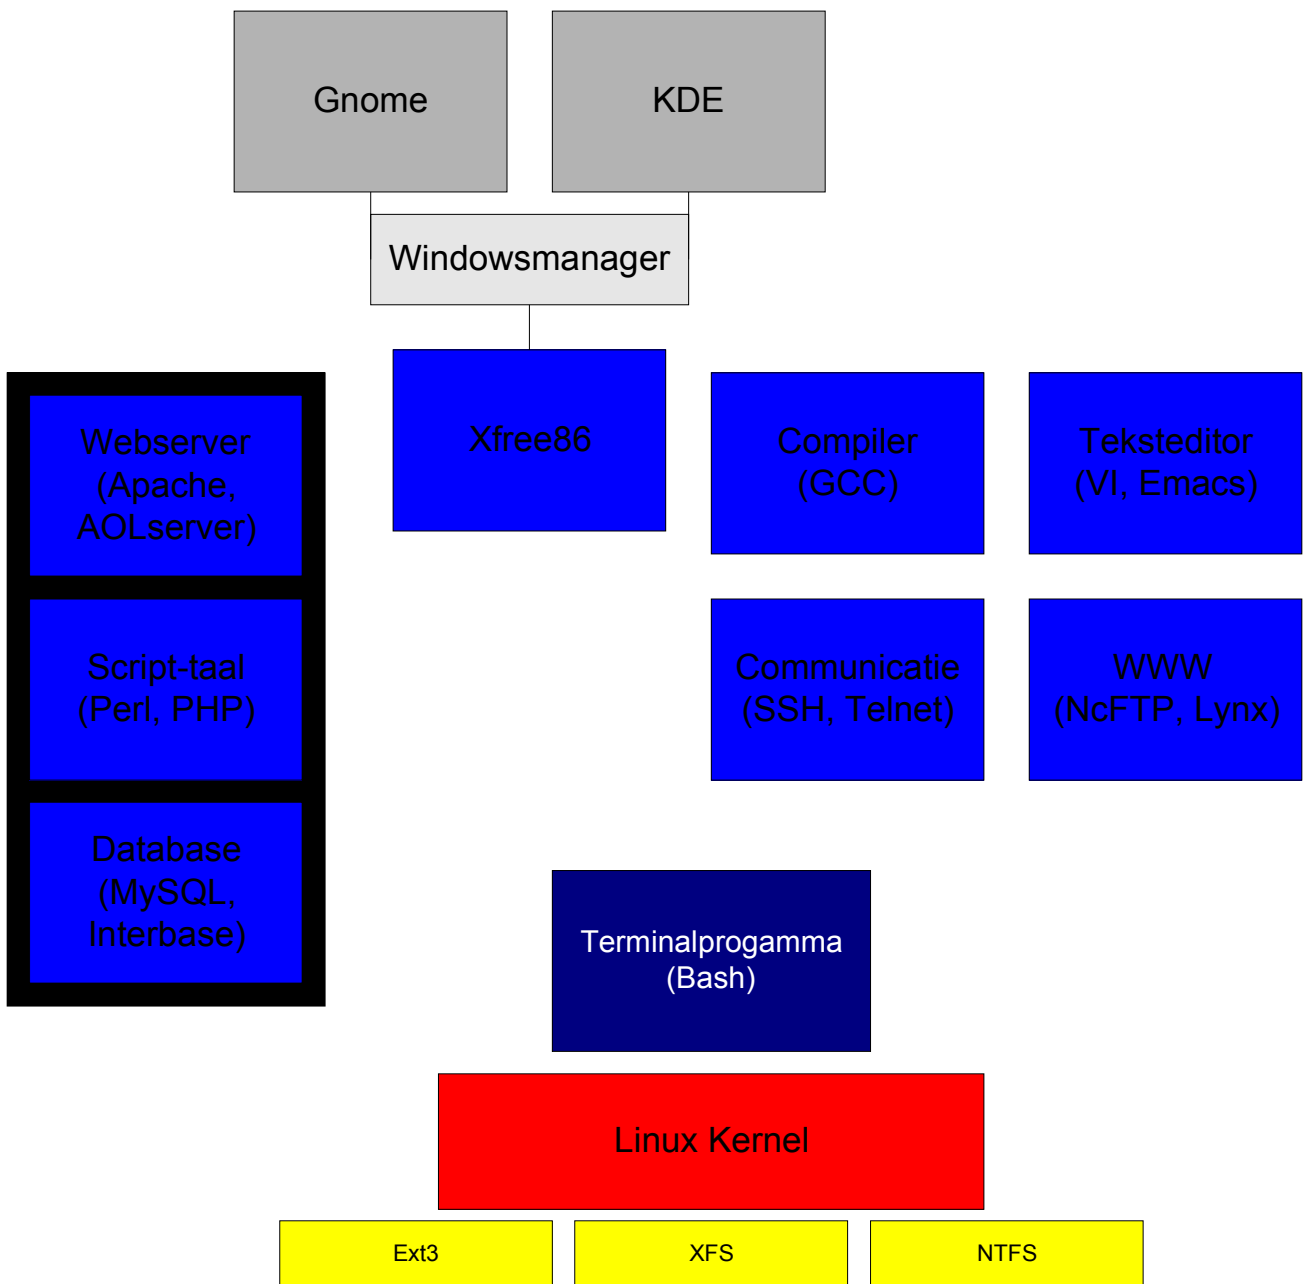 Gnome
KDE
Windowsmanager
Xfree86
Webserver
(Apache,
AOLserver)
Compiler
(GCC)
Teksteditor
(VI, Emacs)
Script-taal
(Perl, PHP)
Communicatie
(SSH, Telnet)
WWW
(NcFTP, Lynx)
Database
(MySQL,
Interbase)
Terminalprogamma
(Bash)
Linux Kernel
Ext3
XFS
NTFS